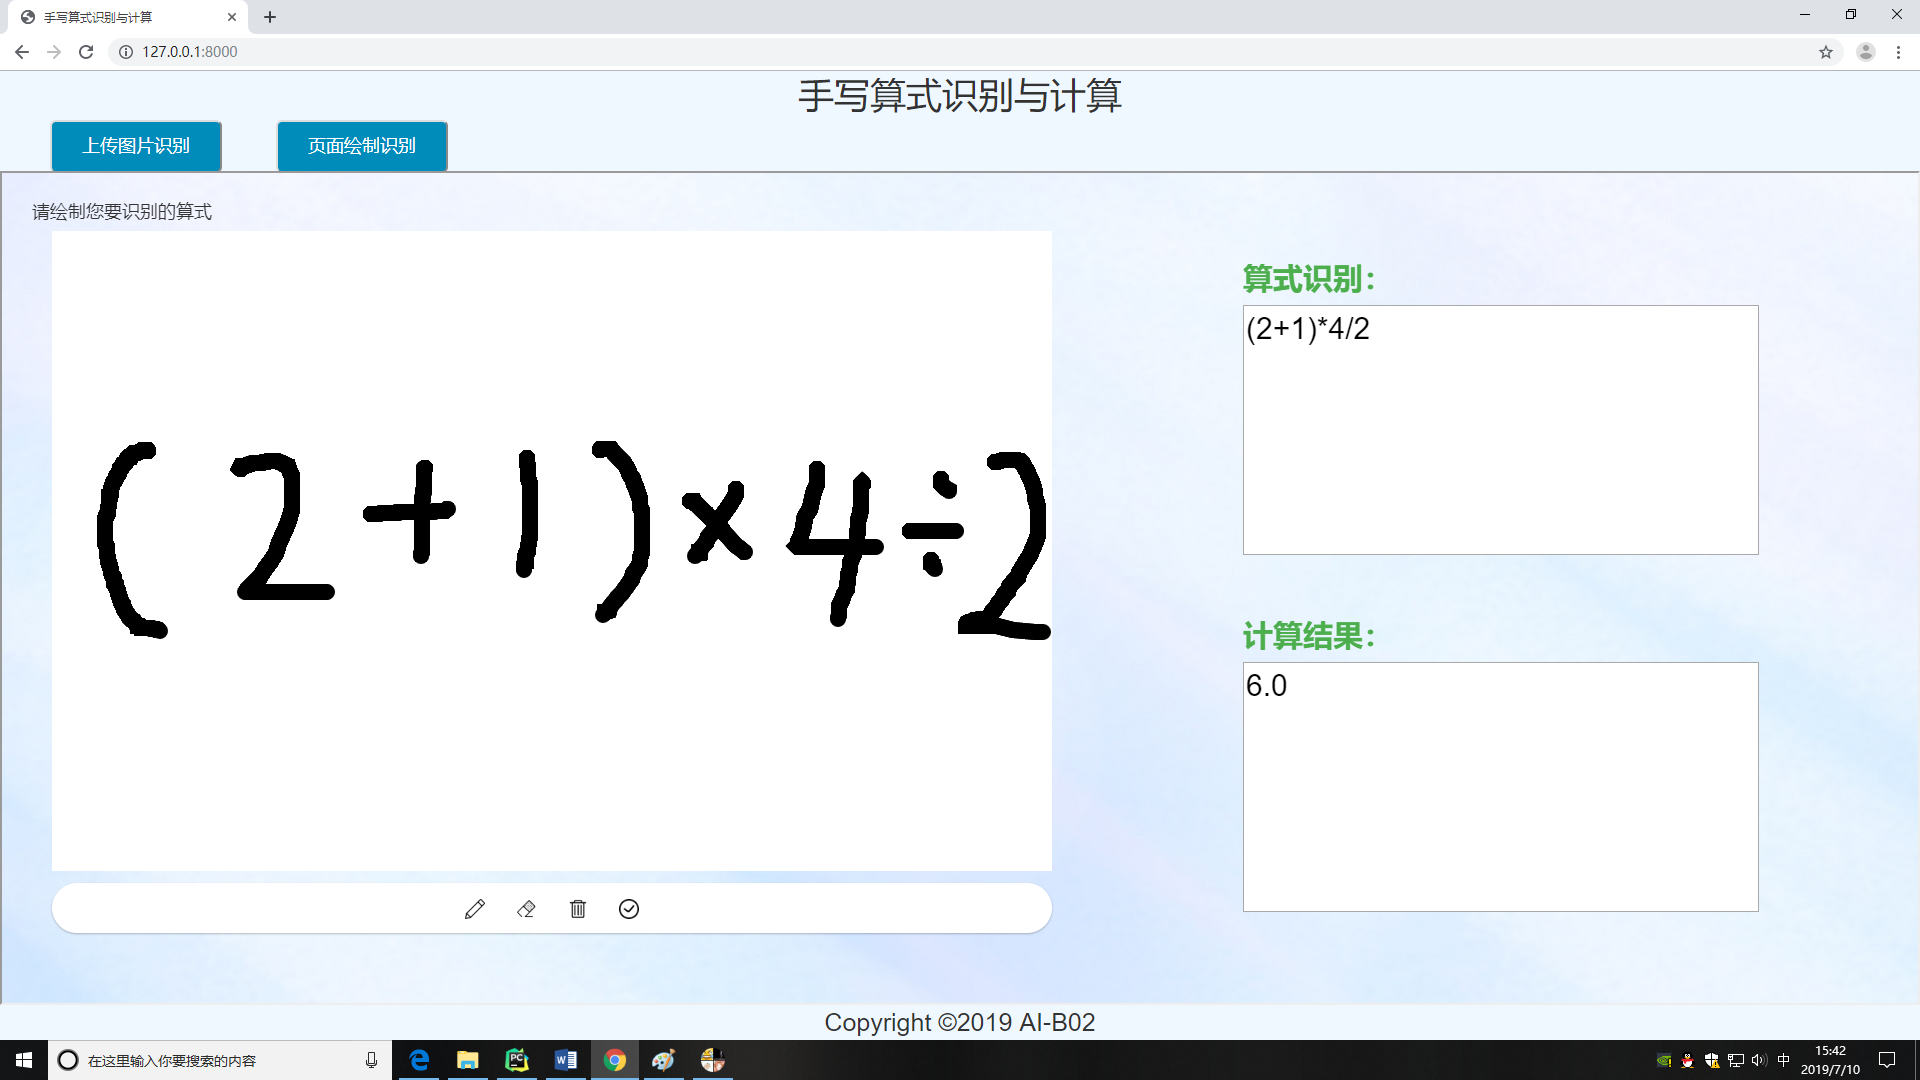 手写算式识别与计算
127.0.0.1:8000
手写算式识别与计算
上传图片识别 页面绘制识别
请绘制您要识别的算式
(2+1)×4÷2
算式识别：
(2+1)*4/2
计算结果：
6.0
Copyright ©2019 AI-B02
在这里输入你要搜索的内容
中
15:42
2019/7/10